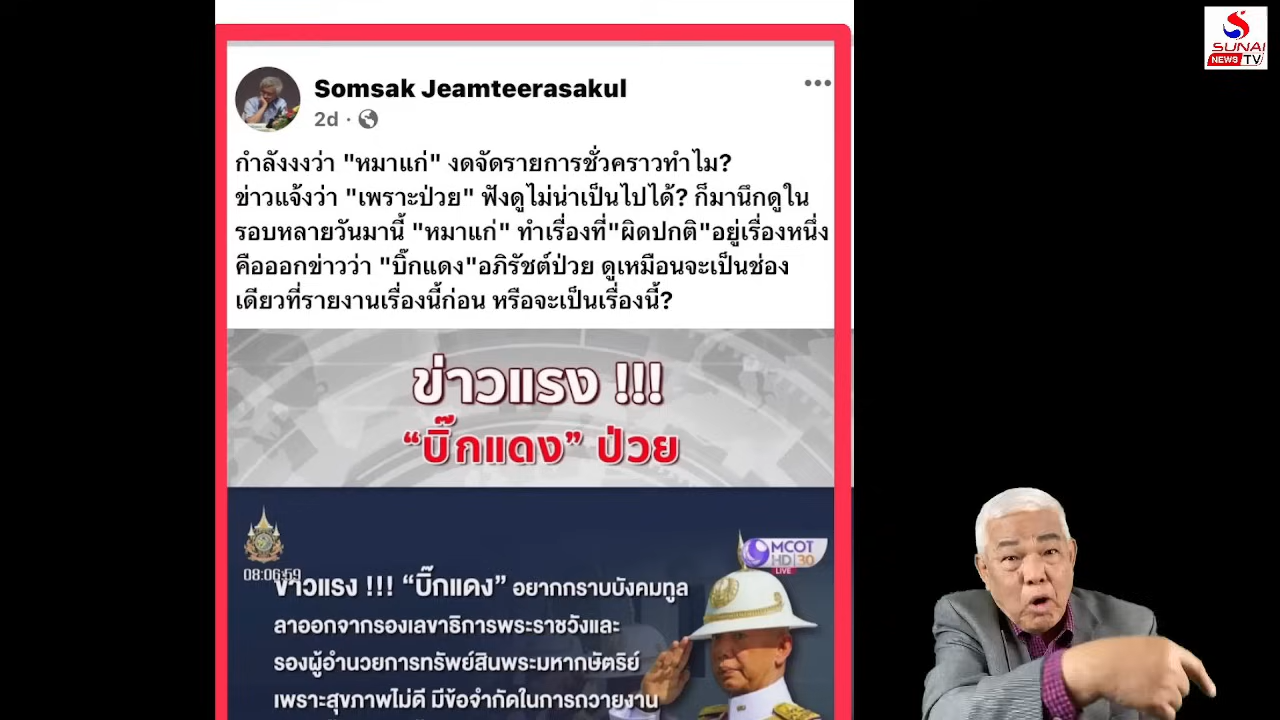 SUNAI
NEWS TV
Somsak Jeamteerasakul
2d
กำลังงงว่า "หมาแก่" งดจัดรายการชั่วคราวทำไม?
ข่าวแจ้งว่า "เพราะป่วย" ฟังดูไม่น่าเป็นไปได้? ก็มานึกดูใน
รอบหลายวันมานี้ "หมาแก่" ทำเรื่องที่"ผิดปกติ"อยู่เรื่องหนึ่ง
คือออกข่าวว่า "บิ๊กแดง"อภิรัชต์ป่วย ดูเหมือนจะเป็นช่อง
เดียวที่รายงานเรื่องนี้ก่อน หรือจะเป็นเรื่องนี้?
ข่าวแรง !!!
“บิ๊กแดง” ป่วย
MCOT
HD 30
LIVE
08:06:59
ข่าวแรง !!! “บิ๊กแดง” อยากกราบบังคมทูล
ลาออกจากรองเลขาธิการพระราชวังและ
รองผู้อำนวยการทรัพย์สินพระมหากษัตริย์
เพราะสุขภาพไม่ดี มีข้อจำกัดในการถวายงาน